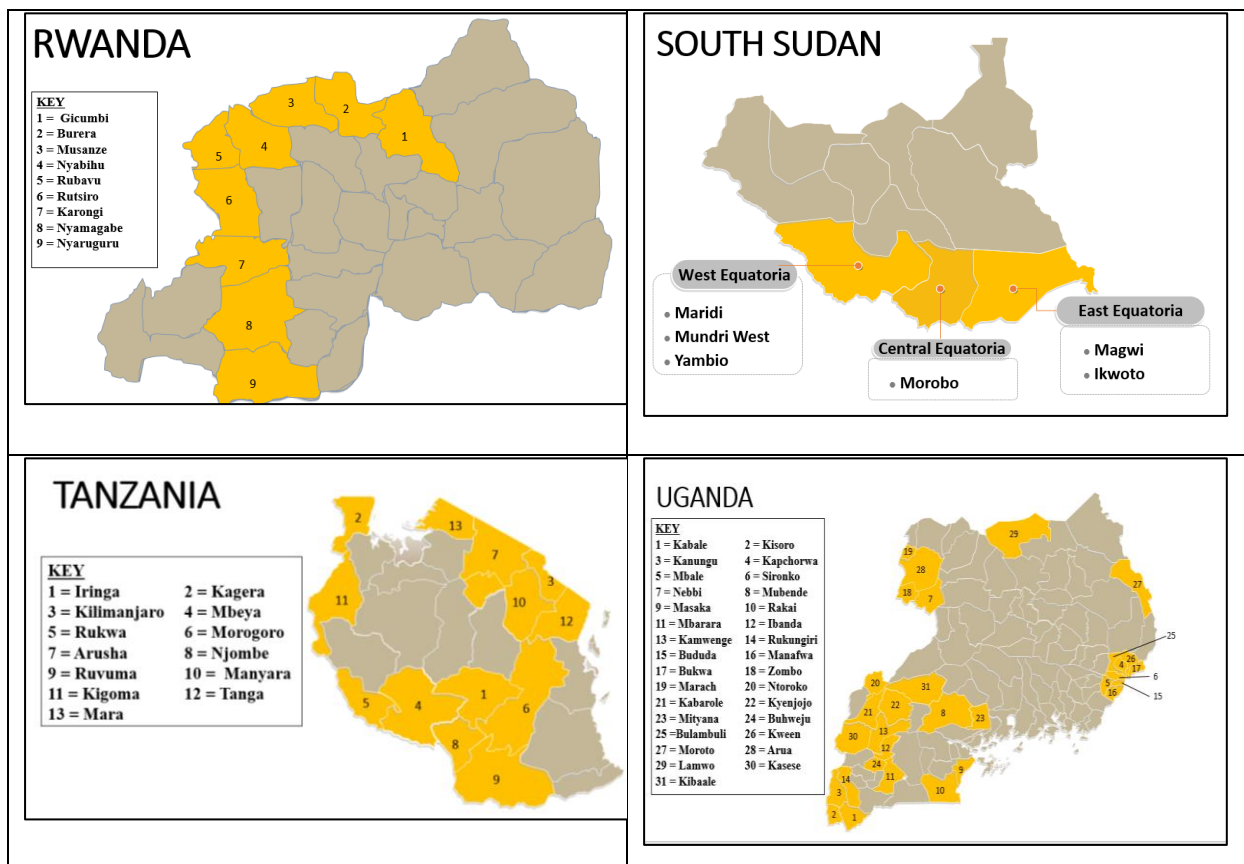 RWANDA
KEY
1 = Gicumbi
2 = Burera
3 = Musanze
4 = Nyabihu
5 = Rubavu
6 = Rutsiro
7 = Karongi
8 = Nyamagabe
9 = Nyaruguru
3
2
1
4
5
6
7
8
9
SOUTH SUDAN
West Equatoria
Maridi
Mundri West
Yambio
Central Equatoria
Morobo
East Equatoria
Magwi
Ikwoto
TANZANIA
KEY
1 = Iringa 2 = Kagera
3 = Kilimanjaro 4 = Mbeya
5 = Rukwa 6 = Morogoro
7 = Arusha 8 = Njombe
9 = Ruvuma 10 = Manyara
11 = Kigoma 12 = Tanga
13 = Mara
2
13
7
3
11
10
12
5
4
1
6
8
9
UGANDA
KEY
1 = Kabale 2 = Kisoro
3 = Kanungu 4 = Kapchorwa
5 = Mbale 6 = Sironko
7 = Nebbi 8 = Mubende
9 = Masaka 10 = Rakai
11 = Mbarara 12 = Ibanda
13 = Kamwenge 14 = Rukungiri
15 = Bududa 16 = Manafwa
17 = Bukwa 18 = Zombo
19 = Marach 20 = Ntoroko
21 = Kabarole 22 = Kyenjojo
23 = Mityana 24 = Buhweju
25 =Bulambuli 26 = Kween
27 = Moroto 28 = Arua
29 = Lamwo 30 = Kasese
31 = Kibaale
29
19
28
27
18
7
25
26
4
17
6
5
15
16
20
31
21
22
8
23
13
30
12
24
9
14
11
10
3
2
1